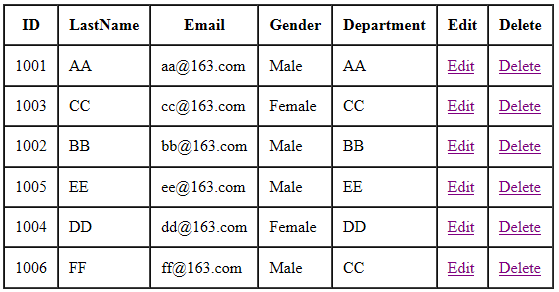 ID LastName Email Gender Department Edit Delete
1001 AA aa@163.com Male AA Edit Delete
1003 CC cc@163.com Female CC Edit Delete
1002 BB bb@163.com Male BB Edit Delete
1005 EE ee@163.com Male EE Edit Delete
1004 DD dd@163.com Female DD Edit Delete
1006 FF ff@163.com Male CC Edit Delete